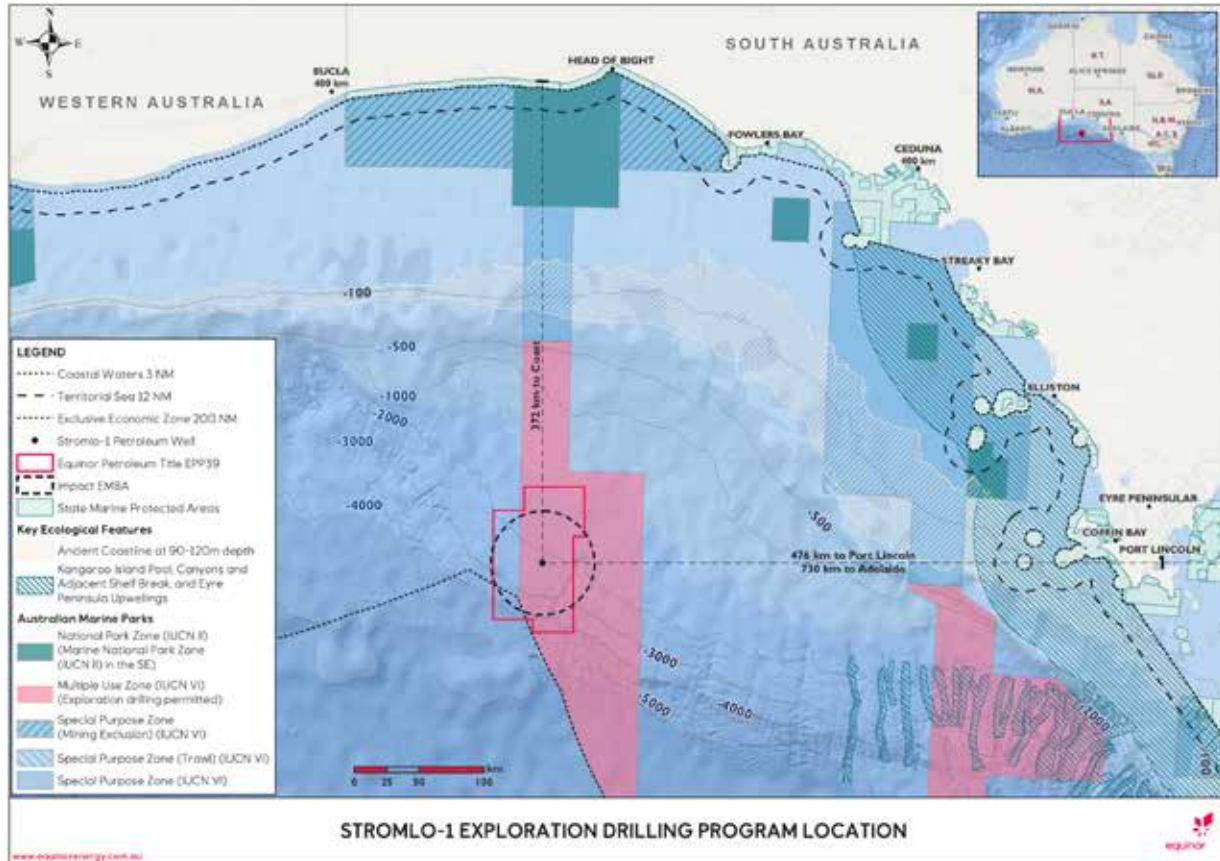 W
N
E
S
WESTERN AUSTRALIA
EUCLA
400 km
HEAD OF BIGHT
SOUTH AUSTRALIA
FOWLERS BAY
CEDUNA
400 km
STREAKY BAY
ELLISTON
EYRE PENINSULAR
COFFIN BAY
PORT LINCOLN
372 km to Coast
476 km to Port Lincoln
730 km to Adelaide
-100
-500
-1000
-2000
-3000
-4000
-500
-3000
-4000
-5000
LEGEND
Coastal Waters 3 NM
Territorial Sea 12 NM
Exclusive Economic Zone 200 NM
Stromlo-1 Petroleum Well
Equinor Petroleum Title EPP39
Impact EMBA
State Marine Protected Areas
Key Ecological Features
Ancient Coastline at 90-120m depth
Kangaroo Island Pool, Canyons and
Adjacent Shelf Break, and Eyre
Peninsula Upwellings
Australian Marine Parks
National Park Zone (IUCN II)
(Marine National Park Zone
(IUCN II) in the SE)
Multiple Use Zone (IUCN VI)
(Exploration drilling permitted)
Special Purpose Zone
(Mining Exclusion) (IUCN VI)
Special Purpose Zone (Trawl) (IUCN VI)
Special Purpose Zone (IUCN VI)
0 25 50 100
km
STROMLO-1 EXPLORATION DRILLING PROGRAM LOCATION
equinor
www.equinorenergy.com.au